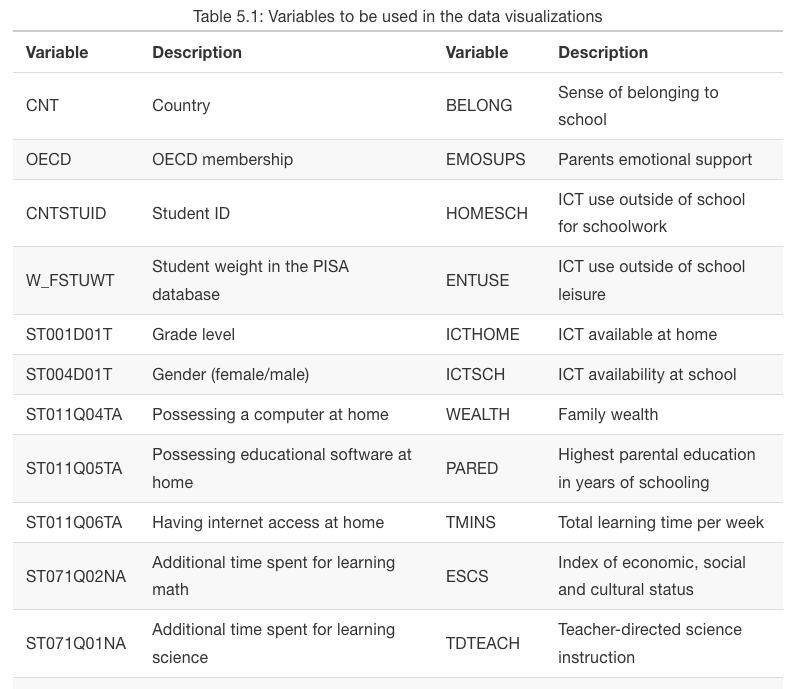 Table 5.1: Variables to be used in the data visualizations
Variable Description Variable Description
CNT Country BELONG Sense of belonging to
school
OECD OECD membership EMOSUPS Parents emotional support
CNTSTUID Student ID HOMESCH ICT use outside of school
for schoolwork
W_FSTUWT Student weight in the PISA
database ENTUSE ICT use outside of school
leisure
ST001D01T Grade level ICTHOME ICT available at home
ST004D01T Gender (female/male) ICTSCH ICT availability at school
ST011Q04TA Possessing a computer at home WEALTH Family wealth
ST011Q05TA Possessing educational software at
home PARED Highest parental education
in years of schooling
ST011Q06TA Having internet access at home TMINS Total learning time per week
ST071Q02NA Additional time spent for learning
math ESCS Index of economic, social
and cultural status
ST071Q01NA Additional time spent for learning
science TDTEACH Teacher-directed science
instruction